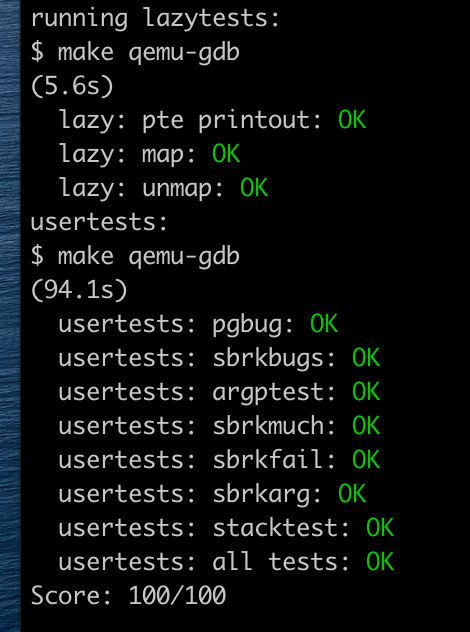 running lazytests:
$ make qemu-gdb
(5.6s)
  lazy: pte printout: OK
  lazy: map: OK
  lazy: unmap: OK
usertests:
$ make qemu-gdb
(94.1s)
  usertests: pgbug: OK
  usertests: sbrkbugs: OK
  usertests: argptest: OK
  usertests: sbrkmuch: OK
  usertests: sbrkfail: OK
  usertests: sbrkarg: OK
  usertests: stacktest: OK
  usertests: all tests: OK
Score: 100/100